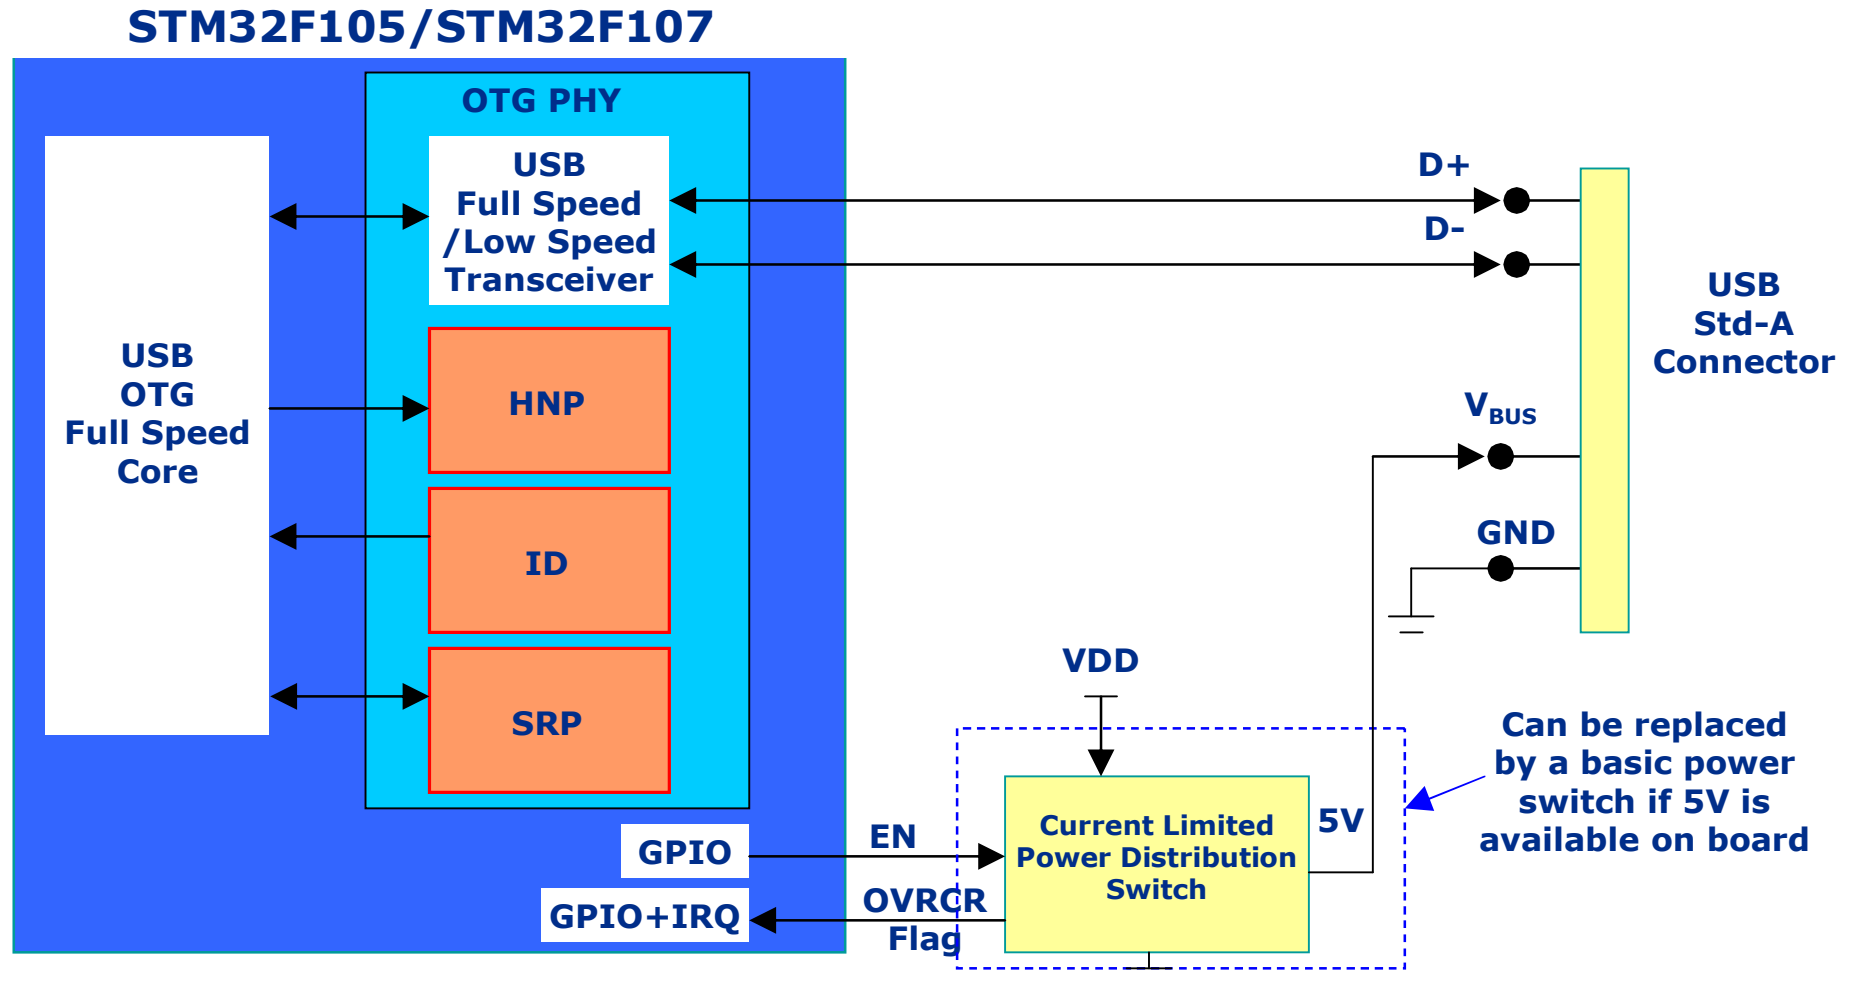 STM32F105/STM32F107
OTG PHY
USB
Full Speed
/Low Speed
Transceiver
USB
OTG
Full Speed
Core
HNP
ID
SRP
GPIO
GPIO+IRQ
EN
OVRCR
Flag
VDD
Current Limited
Power Distribution
Switch
5V
D+
D-
VBUS
GND
USB
Std-A
Connector
Can be replaced
by a basic power
switch if 5V is
available on board